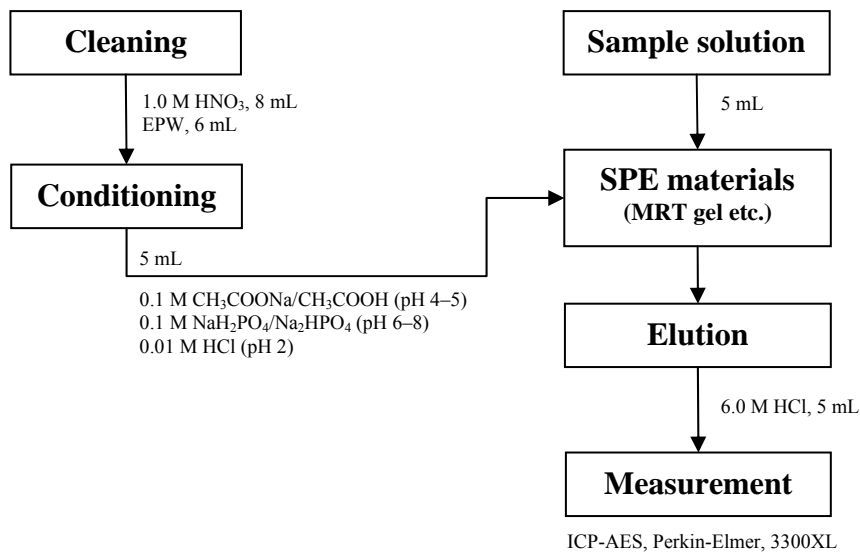 Cleaning
1.0 M HNO₃, 8 mL
EPW, 6 mL
Conditioning
5 mL
0.1 M CH₃COONa/CH₃COOH (pH 4–5)
0.1 M NaH₂PO₄/Na₂HPO₄ (pH 6–8)
0.01 M HCl (pH 2)
Sample solution
5 mL
SPE materials
(MRT gel etc.)
Elution
6.0 M HCl, 5 mL
Measurement
ICP-AES, Perkin-Elmer, 3300XL